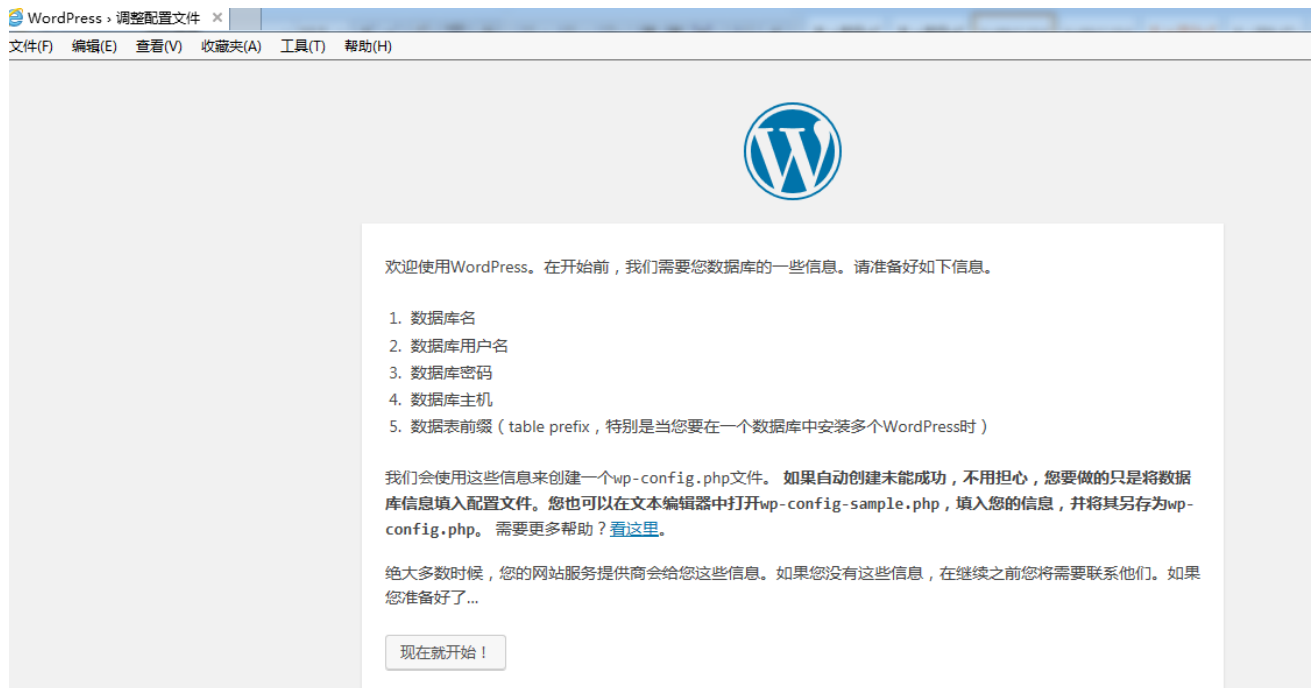 WordPress › 调整配置文件 ×
文件(F) 编辑(E) 查看(V) 收藏夹(A) 工具(T) 帮助(H)
欢迎使用WordPress。在开始前，我们需要您数据库的一些信息。请准备好如下信息。
1. 数据库名
2. 数据库用户名
3. 数据库密码
4. 数据库主机
5. 数据表前缀（table prefix，特别是当您要在一个数据库中安装多个WordPress时）
我们会使用这些信息来创建一个wp-config.php文件。 如果自动创建未能成功，不用担心，您要做的只是将数据
库信息填入配置文件。您也可以在文本编辑器中打开wp-config-sample.php，填入您的信息，并将其另存为wp-
config.php。 需要更多帮助？看这里。
绝大多数时候，您的网站服务提供商会给您这些信息。如果您没有这些信息，在继续之前您将需要联系他们。如果
您准备好了...
现在就开始！